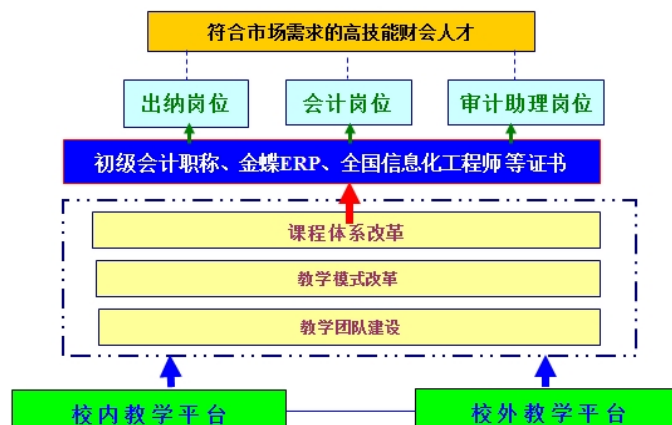 符合市场需求的高技能财会人才
出纳岗位
会计岗位
审计助理岗位
初级会计职称、金蝶ERP、全国信息化工程师等证书
课程体系改革
教学模式改革
教学团队建设
校内教学平台
校外教学平台